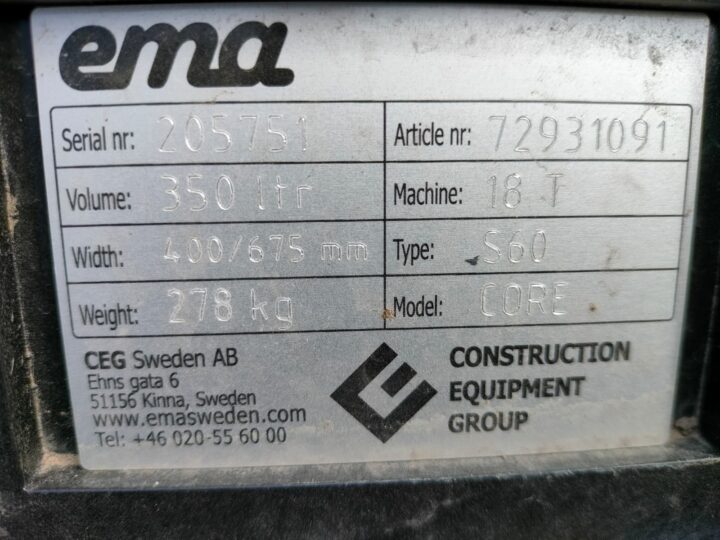 ema
Serial nr: 205751 Article nr: 72931091
Volume: 350 ltr Machine: 18 T
Width: 400/675 mm Type: S60
Weight: 278 kg Model: CORE
CEG Sweden AB
Ehns gata 6
51156 Kinna, Sweden
www.emasweden.com
Tel: +46 020-55 60 00
CONSTRUCTION
EQUIPMENT
GROUP